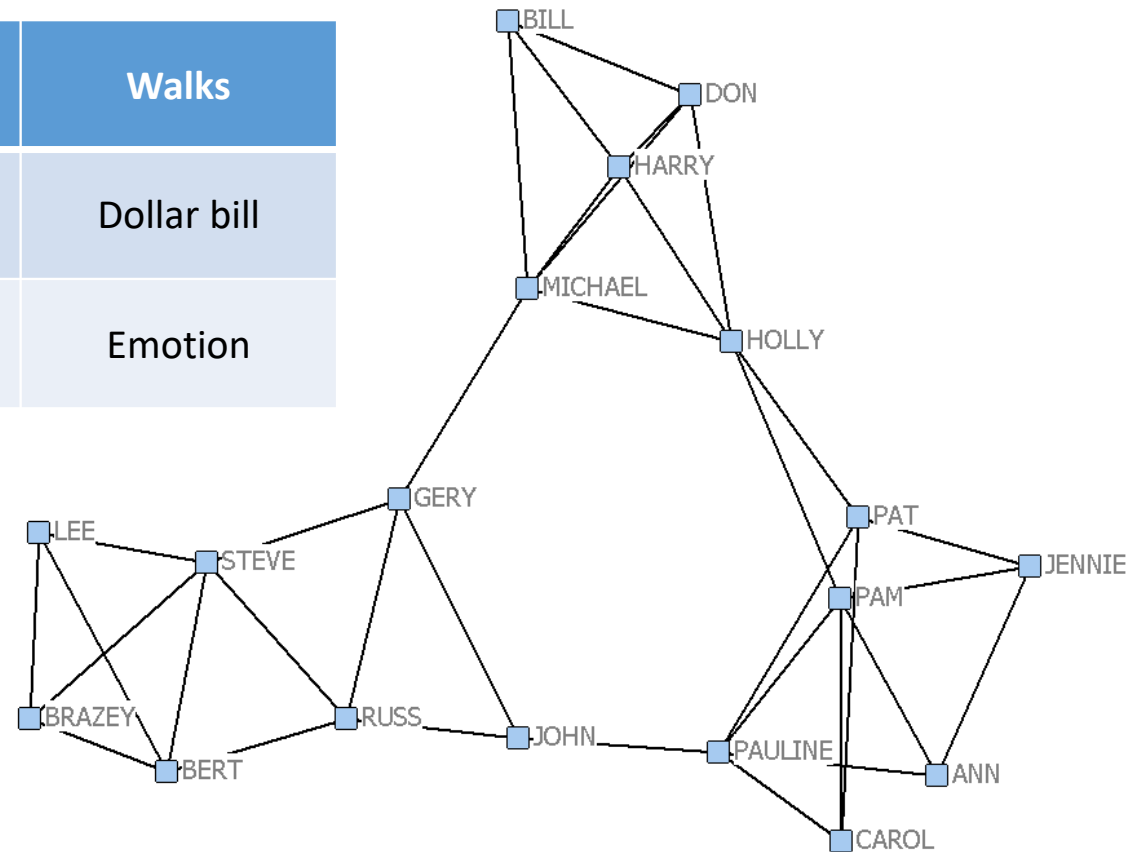 Walks
Dollar bill
Emotion
BILL
DON
HARRY
MICHAEL
HOLLY
GERY
PAT
LEE
STEVE
JENNIE
PAM
BRAZEY
RUSS
JOHN
PAULINE
BERT
ANN
CAROL